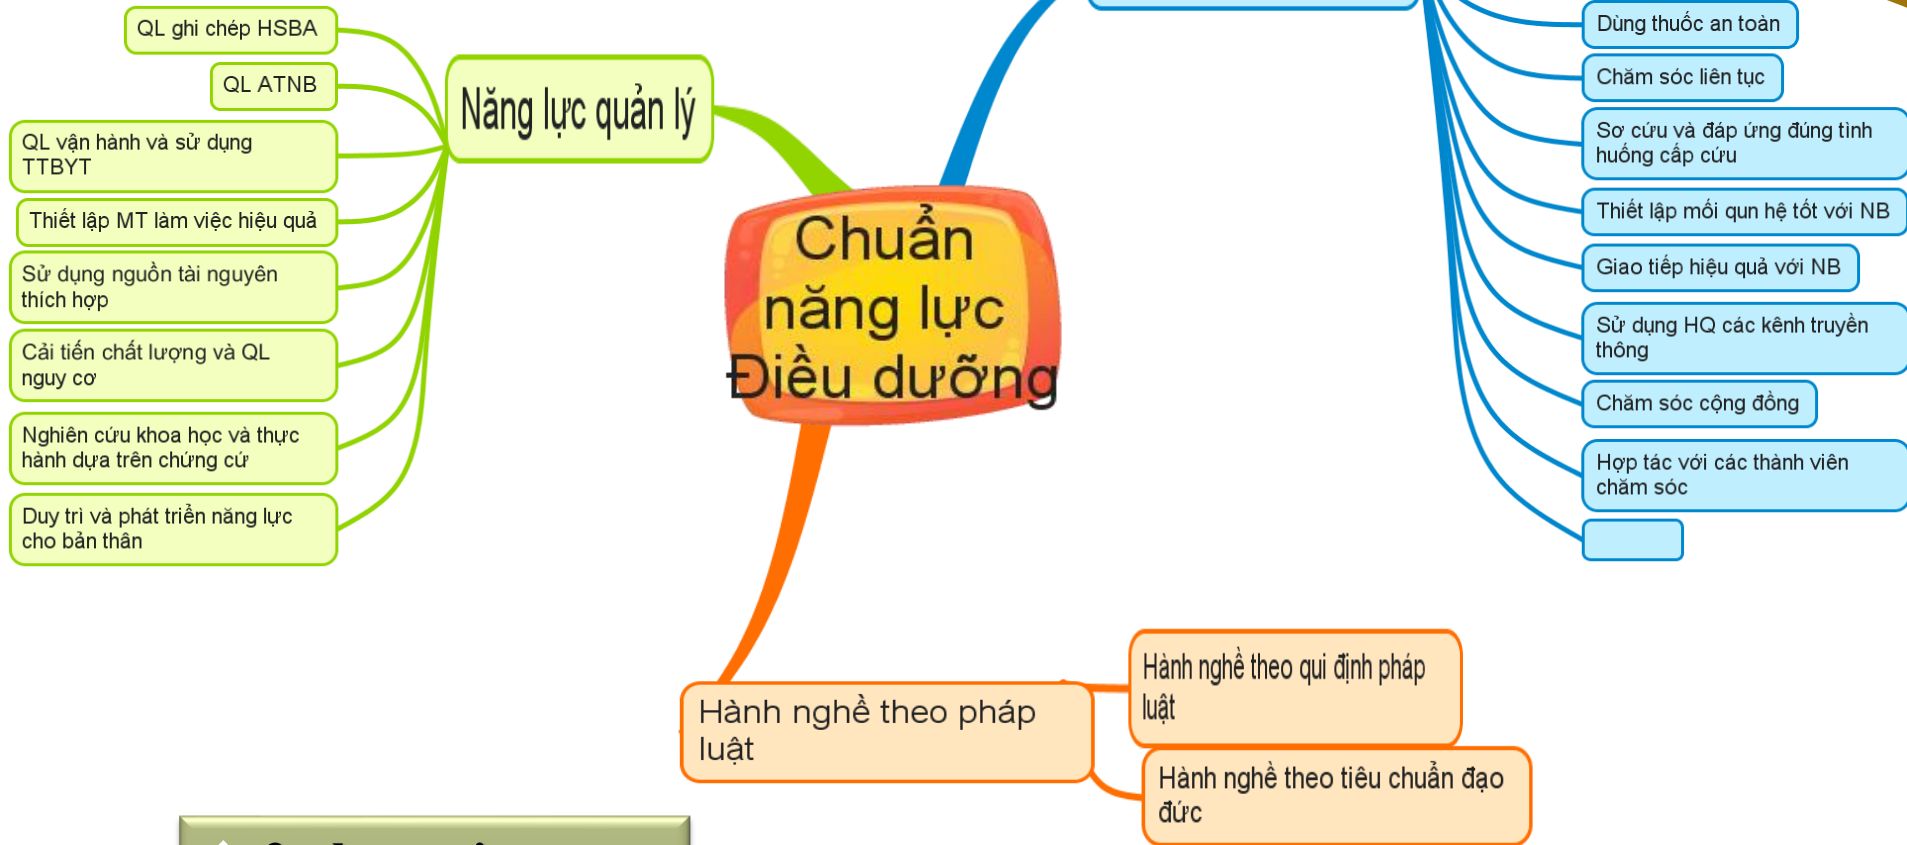 QL ghi chép HSBA
QL ATNB
QL vận hành và sử dụng
TTBYT
Thiết lập MT làm việc hiệu quả
Sử dụng nguồn tài nguyên
thích hợp
Cải tiến chất lượng và QL
nguy cơ
Nghiên cứu khoa học và thực
hành dựa trên chứng cứ
Duy trì và phát triển năng lực
cho bản thân
Năng lực quản lý
Chuẩn
năng lực
Điều dưỡng
Dùng thuốc an toàn
Chăm sóc liên tục
Sơ cứu và đáp ứng đúng tình
huống cấp cứu
Thiết lập mối qun hệ tốt với NB
Giao tiếp hiệu quả với NB
Sử dụng HQ các kênh truyền
thông
Chăm sóc cộng đồng
Hợp tác với các thành viên
chăm sóc
Hành nghề theo pháp
luật
Hành nghề theo qui định pháp
luật
Hành nghề theo tiêu chuẩn đạo
đức